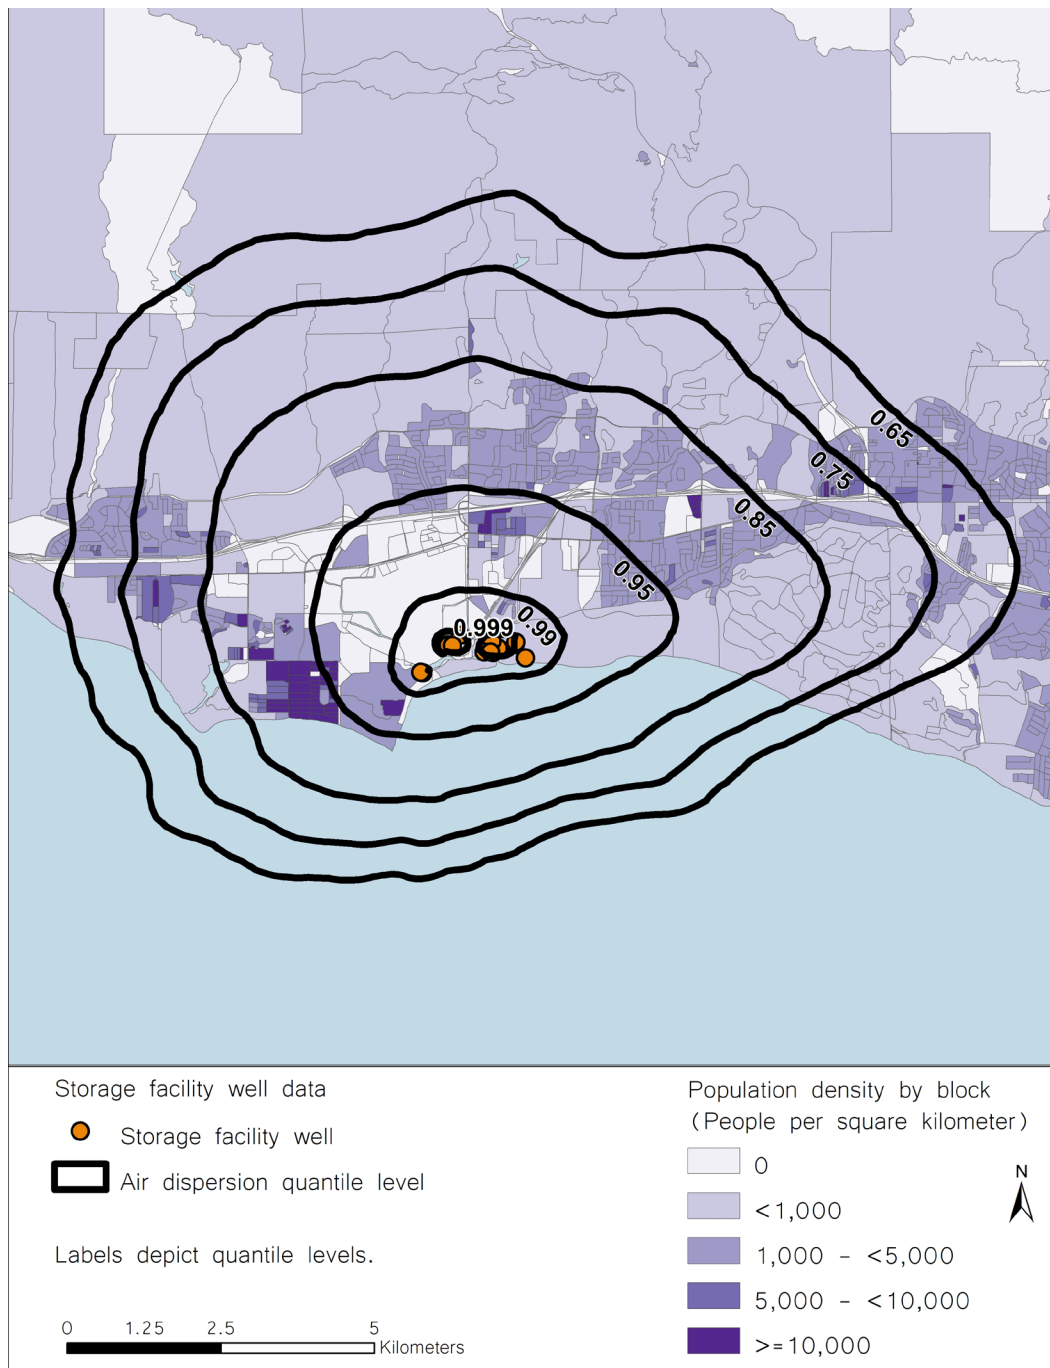 0.65
0.75
0.85
0.95
0.99
0.999
Storage facility well data
Storage facility well
Air dispersion quantile level
Labels depict quantile levels.
0 1.25 2.5 5
Kilometers
Population density by block
(People per square kilometer)
0
<1,000
1,000 - <5,000
5,000 - <10,000
>=10,000
N